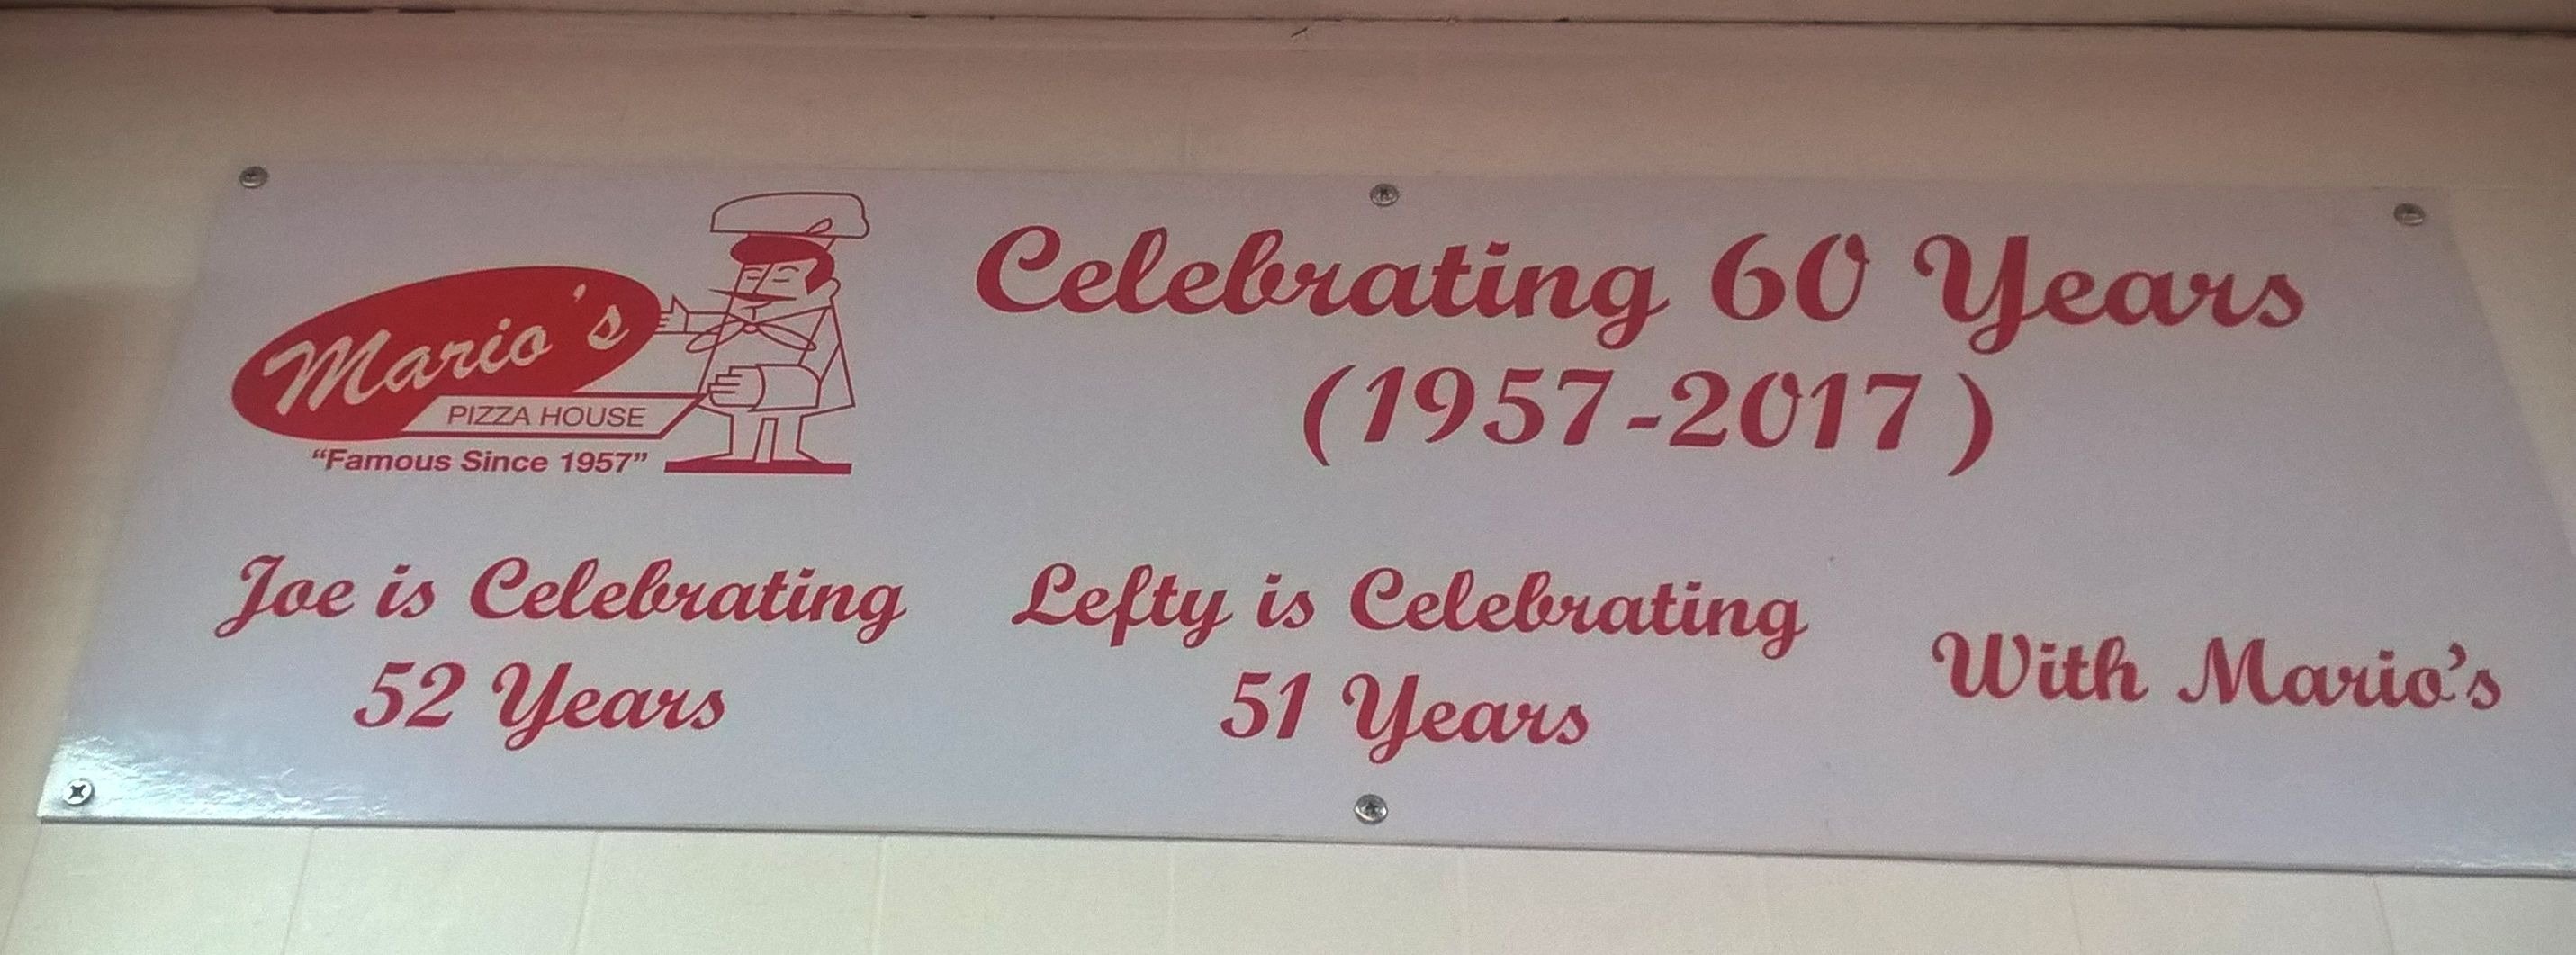 Mario's
PIZZA HOUSE
"Famous Since 1957"
Celebrating 60 Years
(1957-2017)
Joe is Celebrating
52 Years
Lefty is Celebrating
51 Years
With Mario's